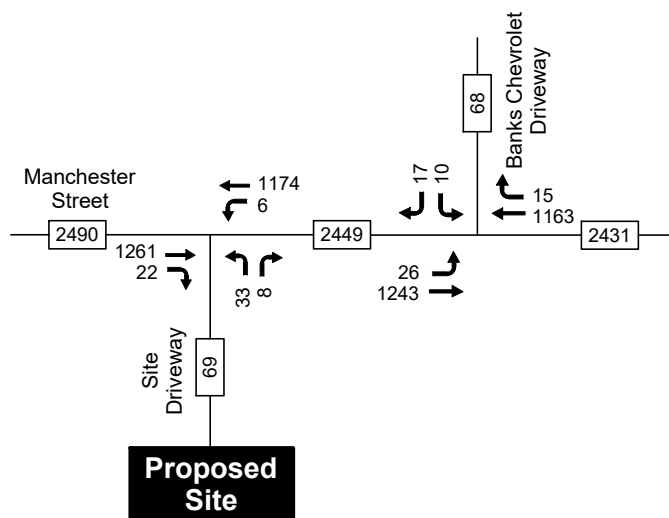 Banks Chevrolet
Driveway
68
17
10
15
1163
Manchester
Street
1174
6
2490
2449
2431
1261
22
33
8
26
1243
Site
Driveway
69
Proposed
Site